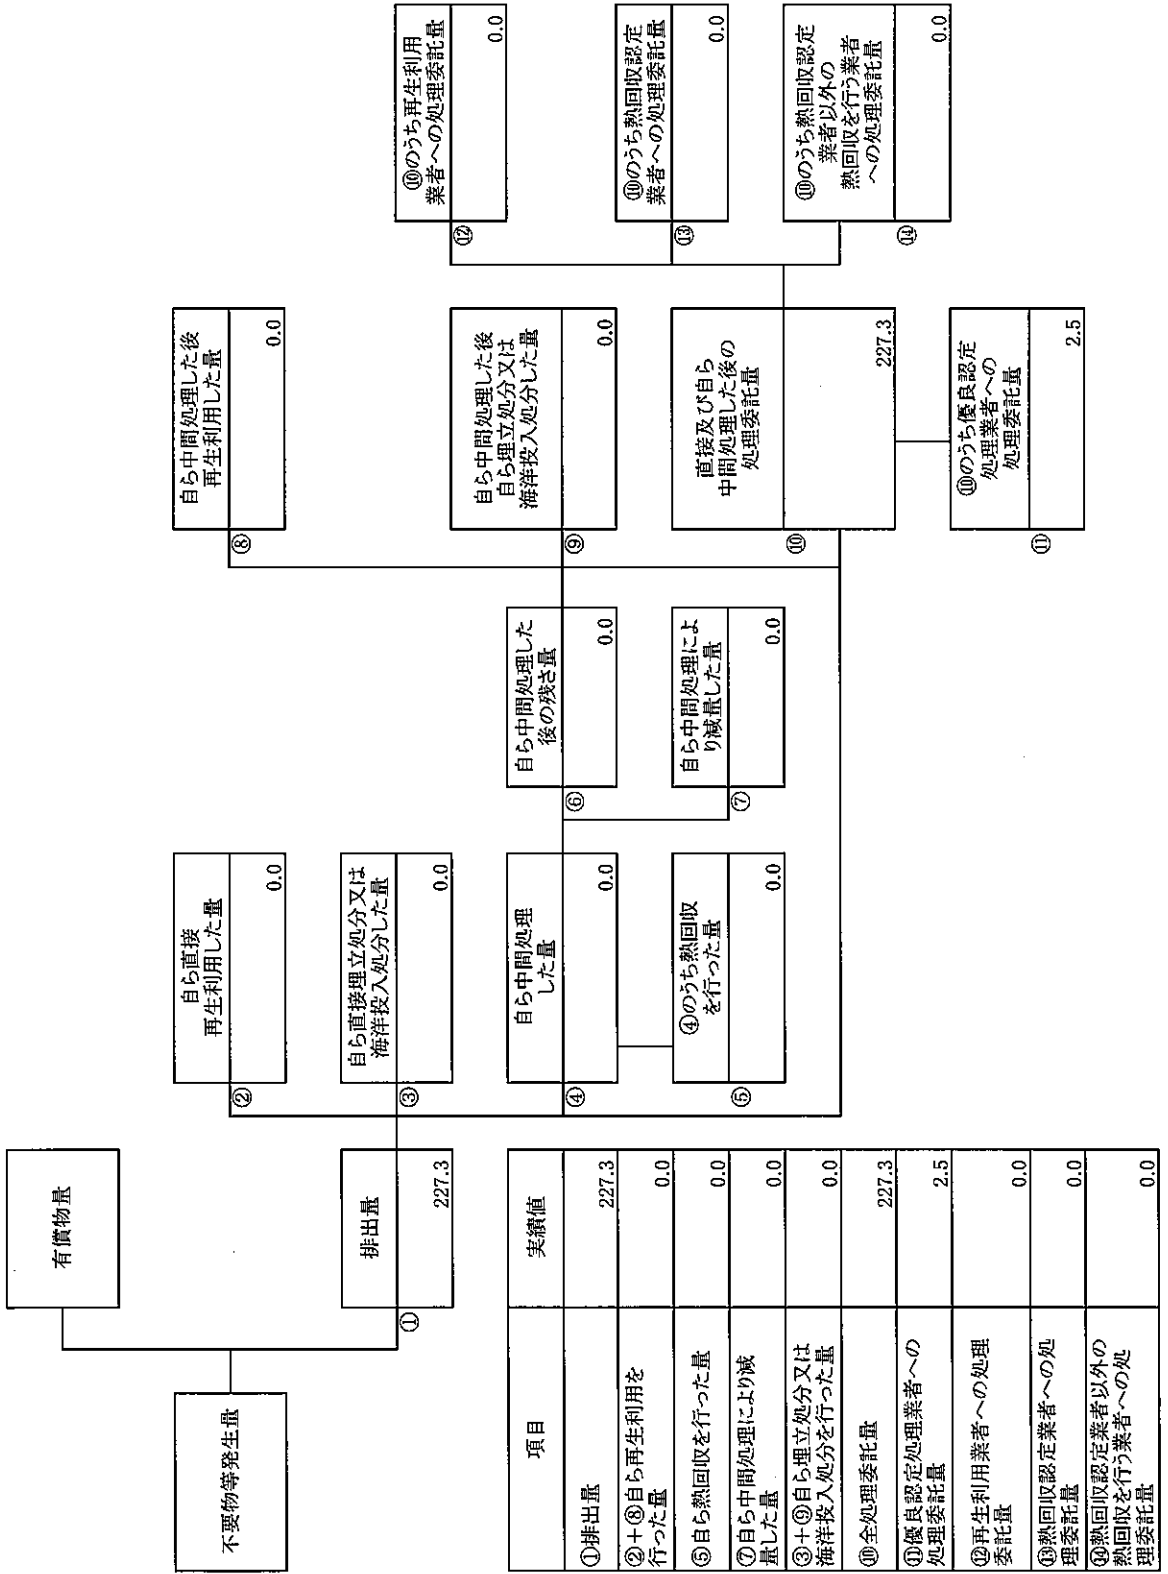 不要物等発生量
有償物量
排出量
①
227.3
自ら直接
再生利用した量
②
0.0
自ら直接埋立処分又は
海洋投入処分した量
③
0.0
自ら中間処理
した量
④
0.0
④のうち熱回収
を行った量
⑤
0.0
自ら中間処理した
後の残さ量
⑥
0.0
自ら中間処理によ
り減量した量
⑦
0.0
自ら中間処理した後
再生利用した量
⑧
0.0
自ら中間処理した後
自ら埋立処分又は
海洋投入処分した量
⑨
0.0
直接及び自ら
中間処理した後の
処理委託量
⑩
227.3
⑩のうち優良認定
処理業者への
処理委託量
⑪
2.5
⑩のうち再生利用
業者への処理委託量
⑫
0.0
⑩のうち熱回収認定
業者への処理委託量
⑬
0.0
⑩のうち熱回収認定
業者以外の
熱回収を行う業者
への処理委託量
⑭
0.0
項目 実績値
①排出量 227.3
②+⑧自ら再生利用を
行った量 0.0
⑤自ら熱回収を行った量 0.0
⑦自ら中間処理により減
量した量 0.0
③+⑨自ら埋立処分又は
海洋投入処分を行った量 0.0
⑩全処理委託量 227.3
⑪優良認定処理業者への
処理委託量 2.5
⑫再生利用業者への処理
委託量 0.0
⑬熱回収認定業者への処
理委託量 0.0
⑭熱回収認定業者以外の
熱回収を行う業者への処
理委託量 0.0